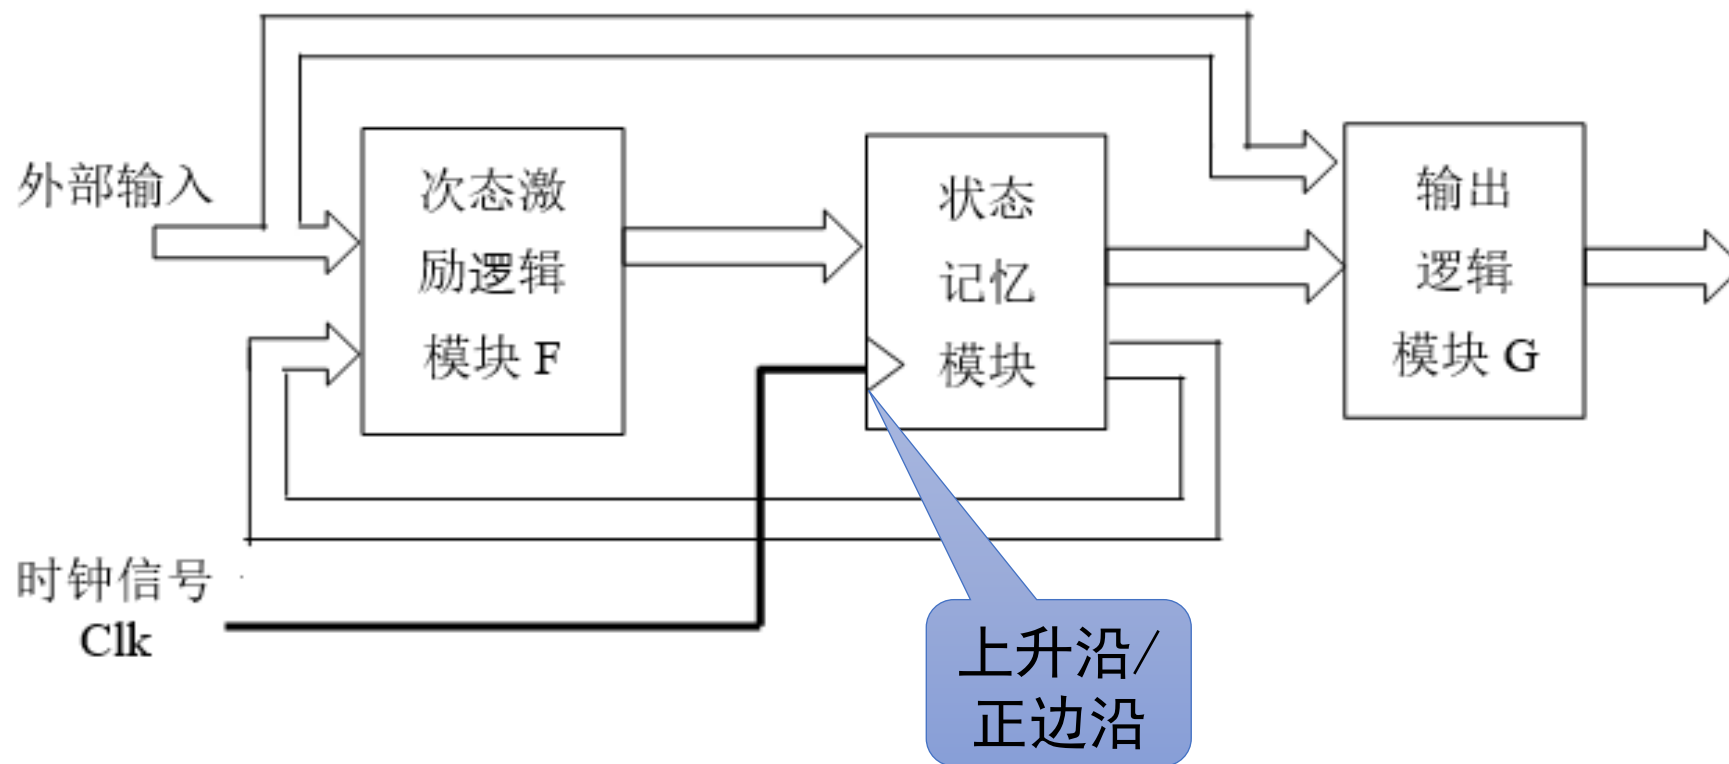 外部输入
次态激
励逻辑
模块 F
状态
记忆
模块
输出
逻辑
模块 G
时钟信号
Clk
上升沿/
正边沿